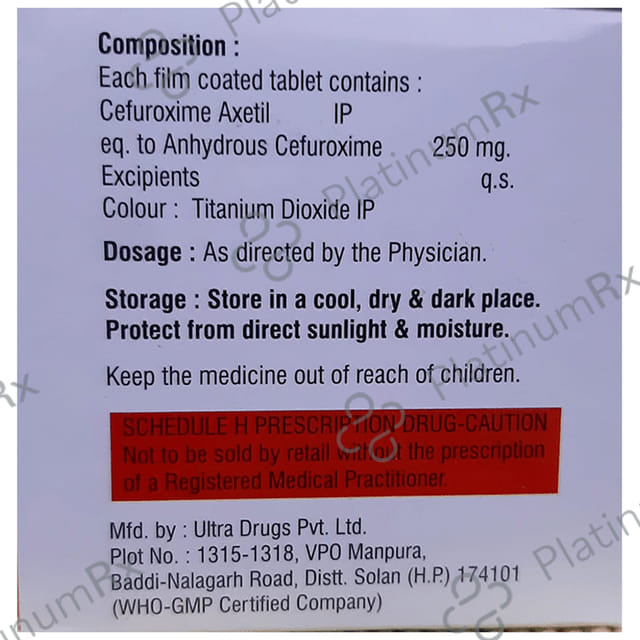 Composition :
Each film coated tablet contains :
Cefuroxime Axetil IP
eq. to Anhydrous Cefuroxime 250 mg.
Excipients q.s.
Colour : Titanium Dioxide IP
Dosage : As directed by the Physician.
Storage : Store in a cool, dry & dark place.
Protect from direct sunlight & moisture.
Keep the medicine out of reach of children.
SCHEDULE H PRESCRIPTION DRUG-CAUTION
Not to be sold by retail without the prescription
of a Registered Medical Practitioner.
Mfd. by : Ultra Drugs Pvt. Ltd.
Plot No. : 1315-1318, VPO Manpura,
Baddi-Nalagarh Road, Distt. Solan (H.P.) 174101
(WHO-GMP Certified Company)
PlatinumRx
PlatinumRx
PlatinumRx